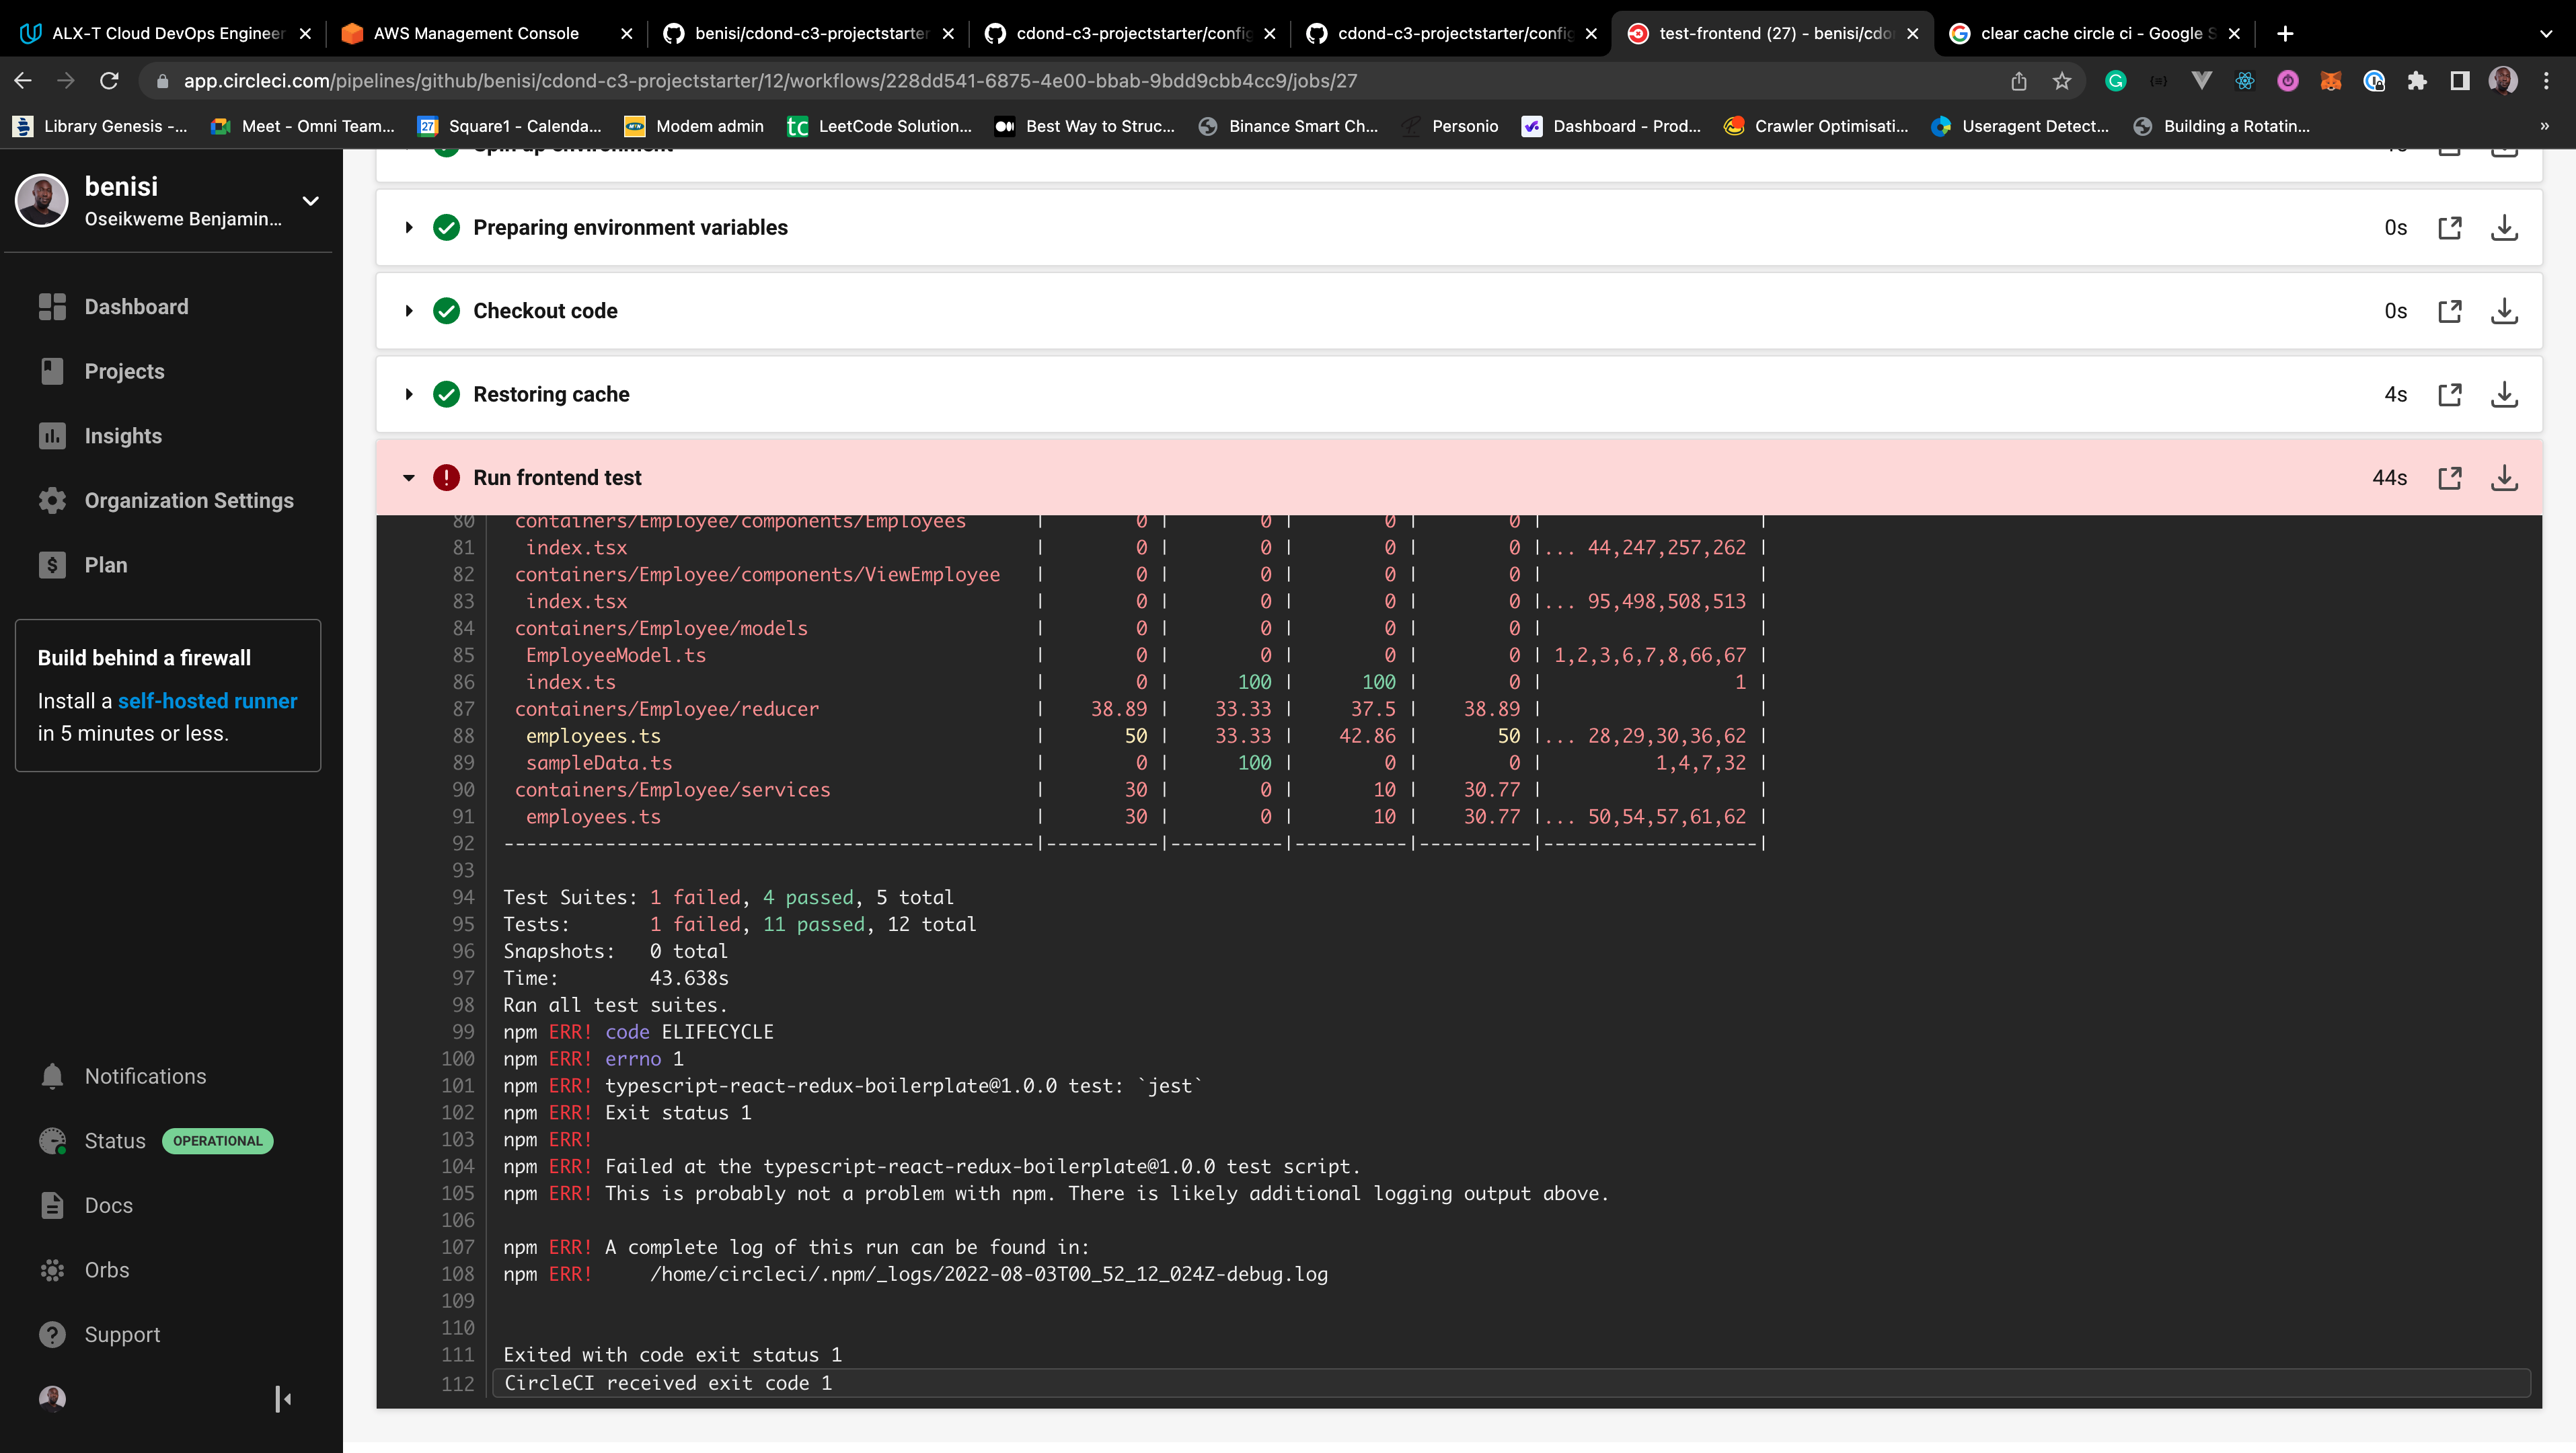 ALX-T Cloud DevOps Engineer
AWS Management Console
benisi/cdond-c3-projectstarter
cdond-c3-projectstarter/config
cdond-c3-projectstarter/config
test-frontend (27) - benisi/cdo
clear cache circle ci - Google S
app.circleci.com/pipelines/github/benisi/cdond-c3-projectstarter/12/workflows/228dd541-6875-4e00-bbab-9bdd9cbb4cc9/jobs/27
Library Genesis -...
27
Meet - Omni Team...
Square1 - Calenda...
Modem admin
tc
LeetCode Solution...
Best Way to Struc...
Binance Smart Ch...
Personio
Dashboard - Prod...
Crawler Optimisati...
Useragent Detect...
Building a Rotatin...
»
benisi
Oseikweme Benjamin...
Dashboard
Projects
Insights
Organization Settings
Plan
Build behind a firewall
Install a self-hosted runner
in 5 minutes or less.
Notifications
Status OPERATIONAL
Docs
Orbs
Support
Spin up environment
Preparing environment variables 0s
Checkout code 0s
Restoring cache 4s
Run frontend test 44s
80 containers/Employee/components/Employees | 0 | 0 | 0 | 0 | |
81 index.tsx | 0 | 0 | 0 | 0 |... 44,247,257,262 |
82 containers/Employee/components/ViewEmployee | 0 | 0 | 0 | 0 | |
83 index.tsx | 0 | 0 | 0 | 0 |... 95,498,508,513 |
84 containers/Employee/models | 0 | 0 | 0 | 0 | |
85 EmployeeModel.ts | 0 | 0 | 0 | 0 | 1,2,3,6,7,8,66,67 |
86 index.ts | 0 | 100 | 100 | 0 | 1 |
87 containers/Employee/reducer | 38.89 | 33.33 | 37.5 | 38.89 | |
88 employees.ts | 50 | 33.33 | 42.86 | 50 |... 28,29,30,36,62 |
89 sampleData.ts | 0 | 100 | 0 | 0 | 1,4,7,32 |
90 containers/Employee/services | 30 | 0 | 10 | 30.77 | |
91 employees.ts | 30 | 0 | 10 | 30.77 |... 50,54,57,61,62 |
92 -----------------------------------------------|----------|----------|----------|----------|-------------------|
93
94 Test Suites: 1 failed, 4 passed, 5 total
95 Tests: 1 failed, 11 passed, 12 total
96 Snapshots: 0 total
97 Time: 43.638s
98 Ran all test suites.
99 npm ERR! code ELIFECYCLE
100 npm ERR! errno 1
101 npm ERR! typescript-react-redux-boilerplate@1.0.0 test: `jest`
102 npm ERR! Exit status 1
103 npm ERR!
104 npm ERR! Failed at the typescript-react-redux-boilerplate@1.0.0 test script.
105 npm ERR! This is probably not a problem with npm. There is likely additional logging output above.
106
107 npm ERR! A complete log of this run can be found in:
108 npm ERR! /home/circleci/.npm/_logs/2022-08-03T00_52_12_024Z-debug.log
109
110
111 Exited with code exit status 1
112 CircleCI received exit code 1